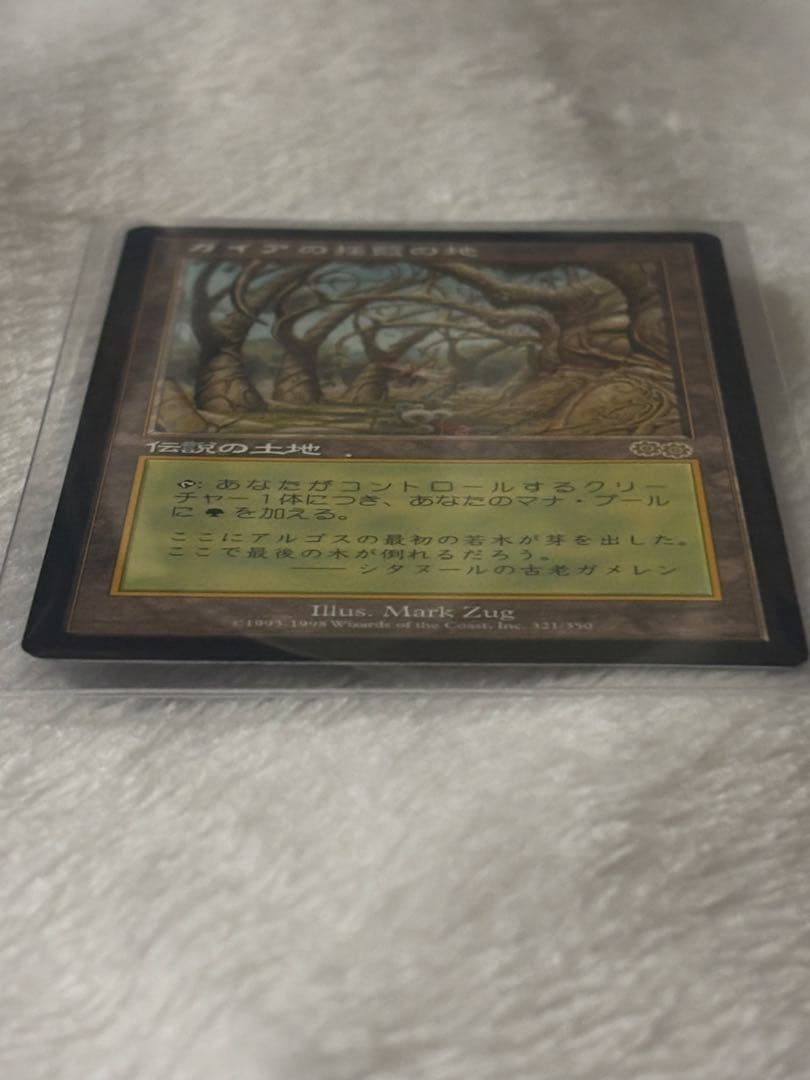 ガイアの揺籃の地
伝説の土地
: あなたがコントロールするクリー
チャー１体につき、あなたのマナ・プール
に を加える。
ここにアルゴスの最初の若木が芽を出した。
ここで最後の木が倒れるだろう。
—— シタヌールの古老ガメレン
Illus. Mark Zug
©1993-1998 Wizards of the Coast, Inc. 321/350